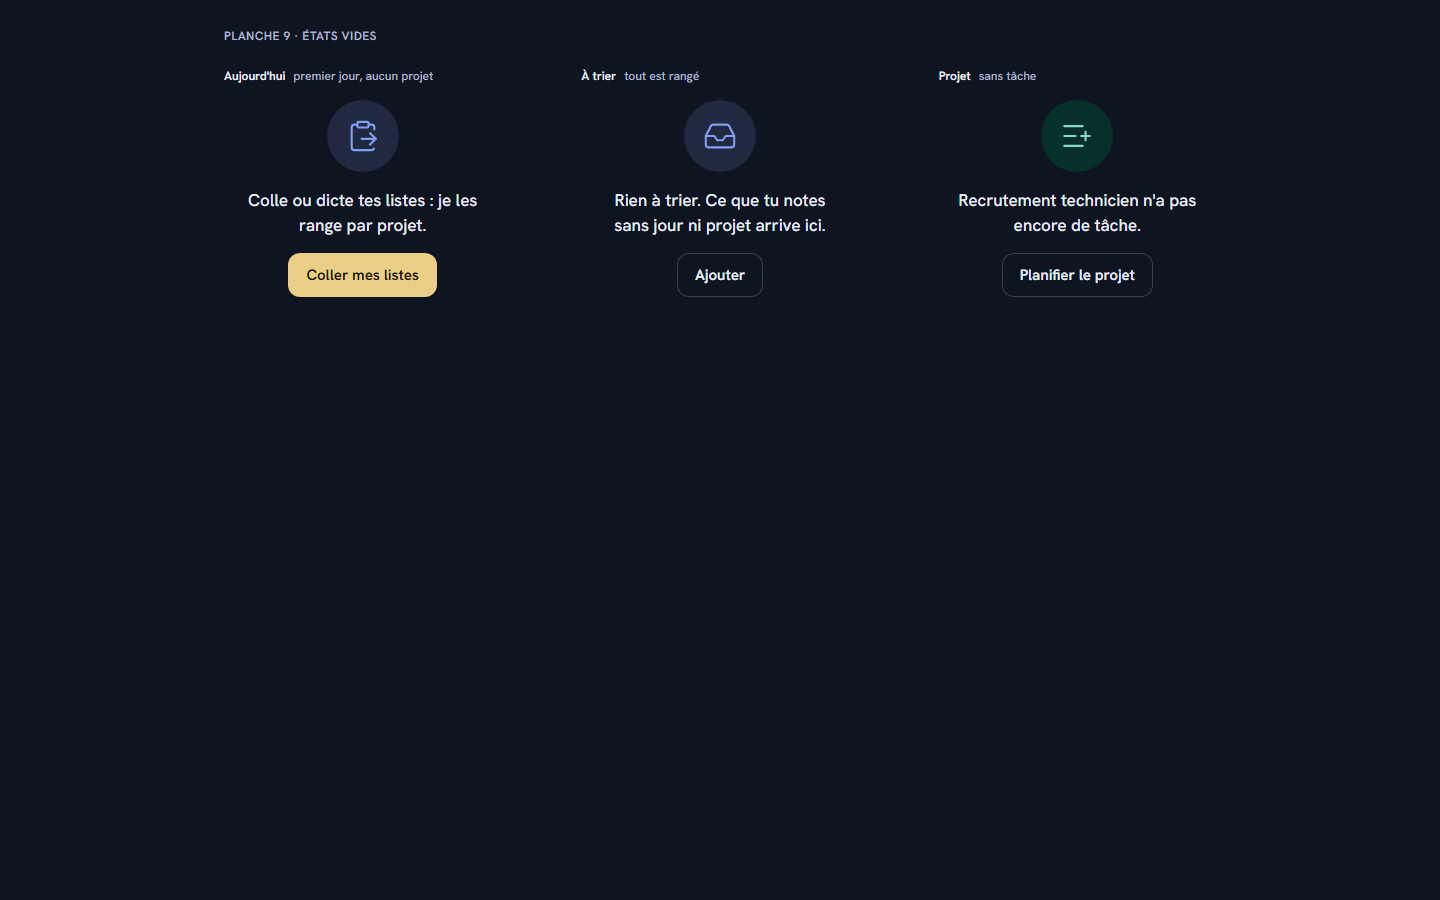 PLANCHE 9 · ÉTATS VIDES
Aujourd'hui premier jour, aucun projet
Colle ou dicte tes listes : je les
range par projet.
Coller mes listes
À trier tout est rangé
Rien à trier. Ce que tu notes
sans jour ni projet arrive ici.
Ajouter
Projet sans tâche
Recrutement technicien n'a pas
encore de tâche.
Planifier le projet